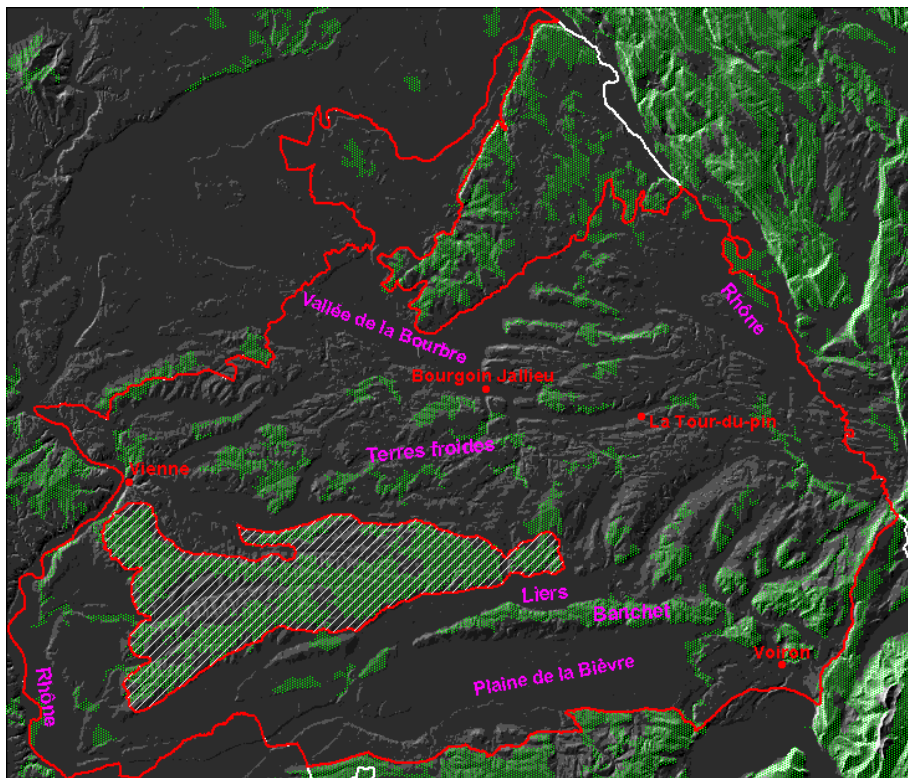 Rhône
Vallée de la Bourbre
Bourgoin Jallieu
La Tour-du-pin
Terres froides
Vienne
Liers
Banchet
Voiron
Plaine de la Bièvre
Rhône